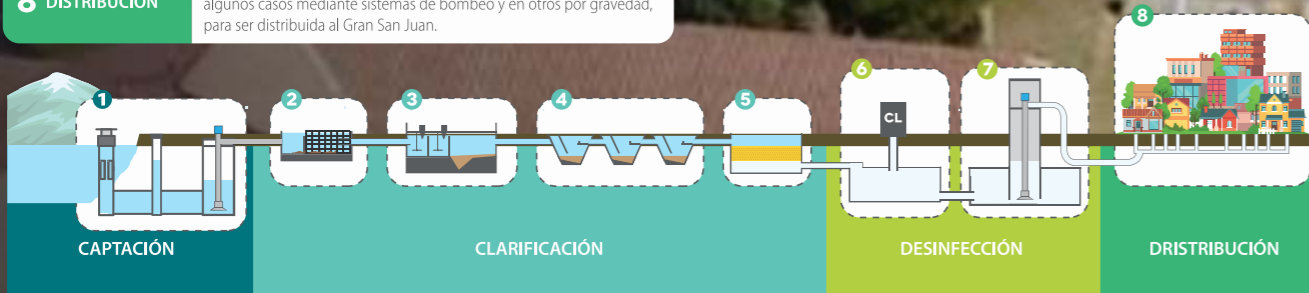 8 DISTRIBUCIÓN
algunos casos mediante sistemas de bombeo y en otros por gravedad,
para ser distribuida al Gran San Juan.
1
2
3
4
5
6
7
8
CL
CAPTACIÓN
CLARIFICACIÓN
DESINFECCIÓN
DRISTRIBUCIÓN